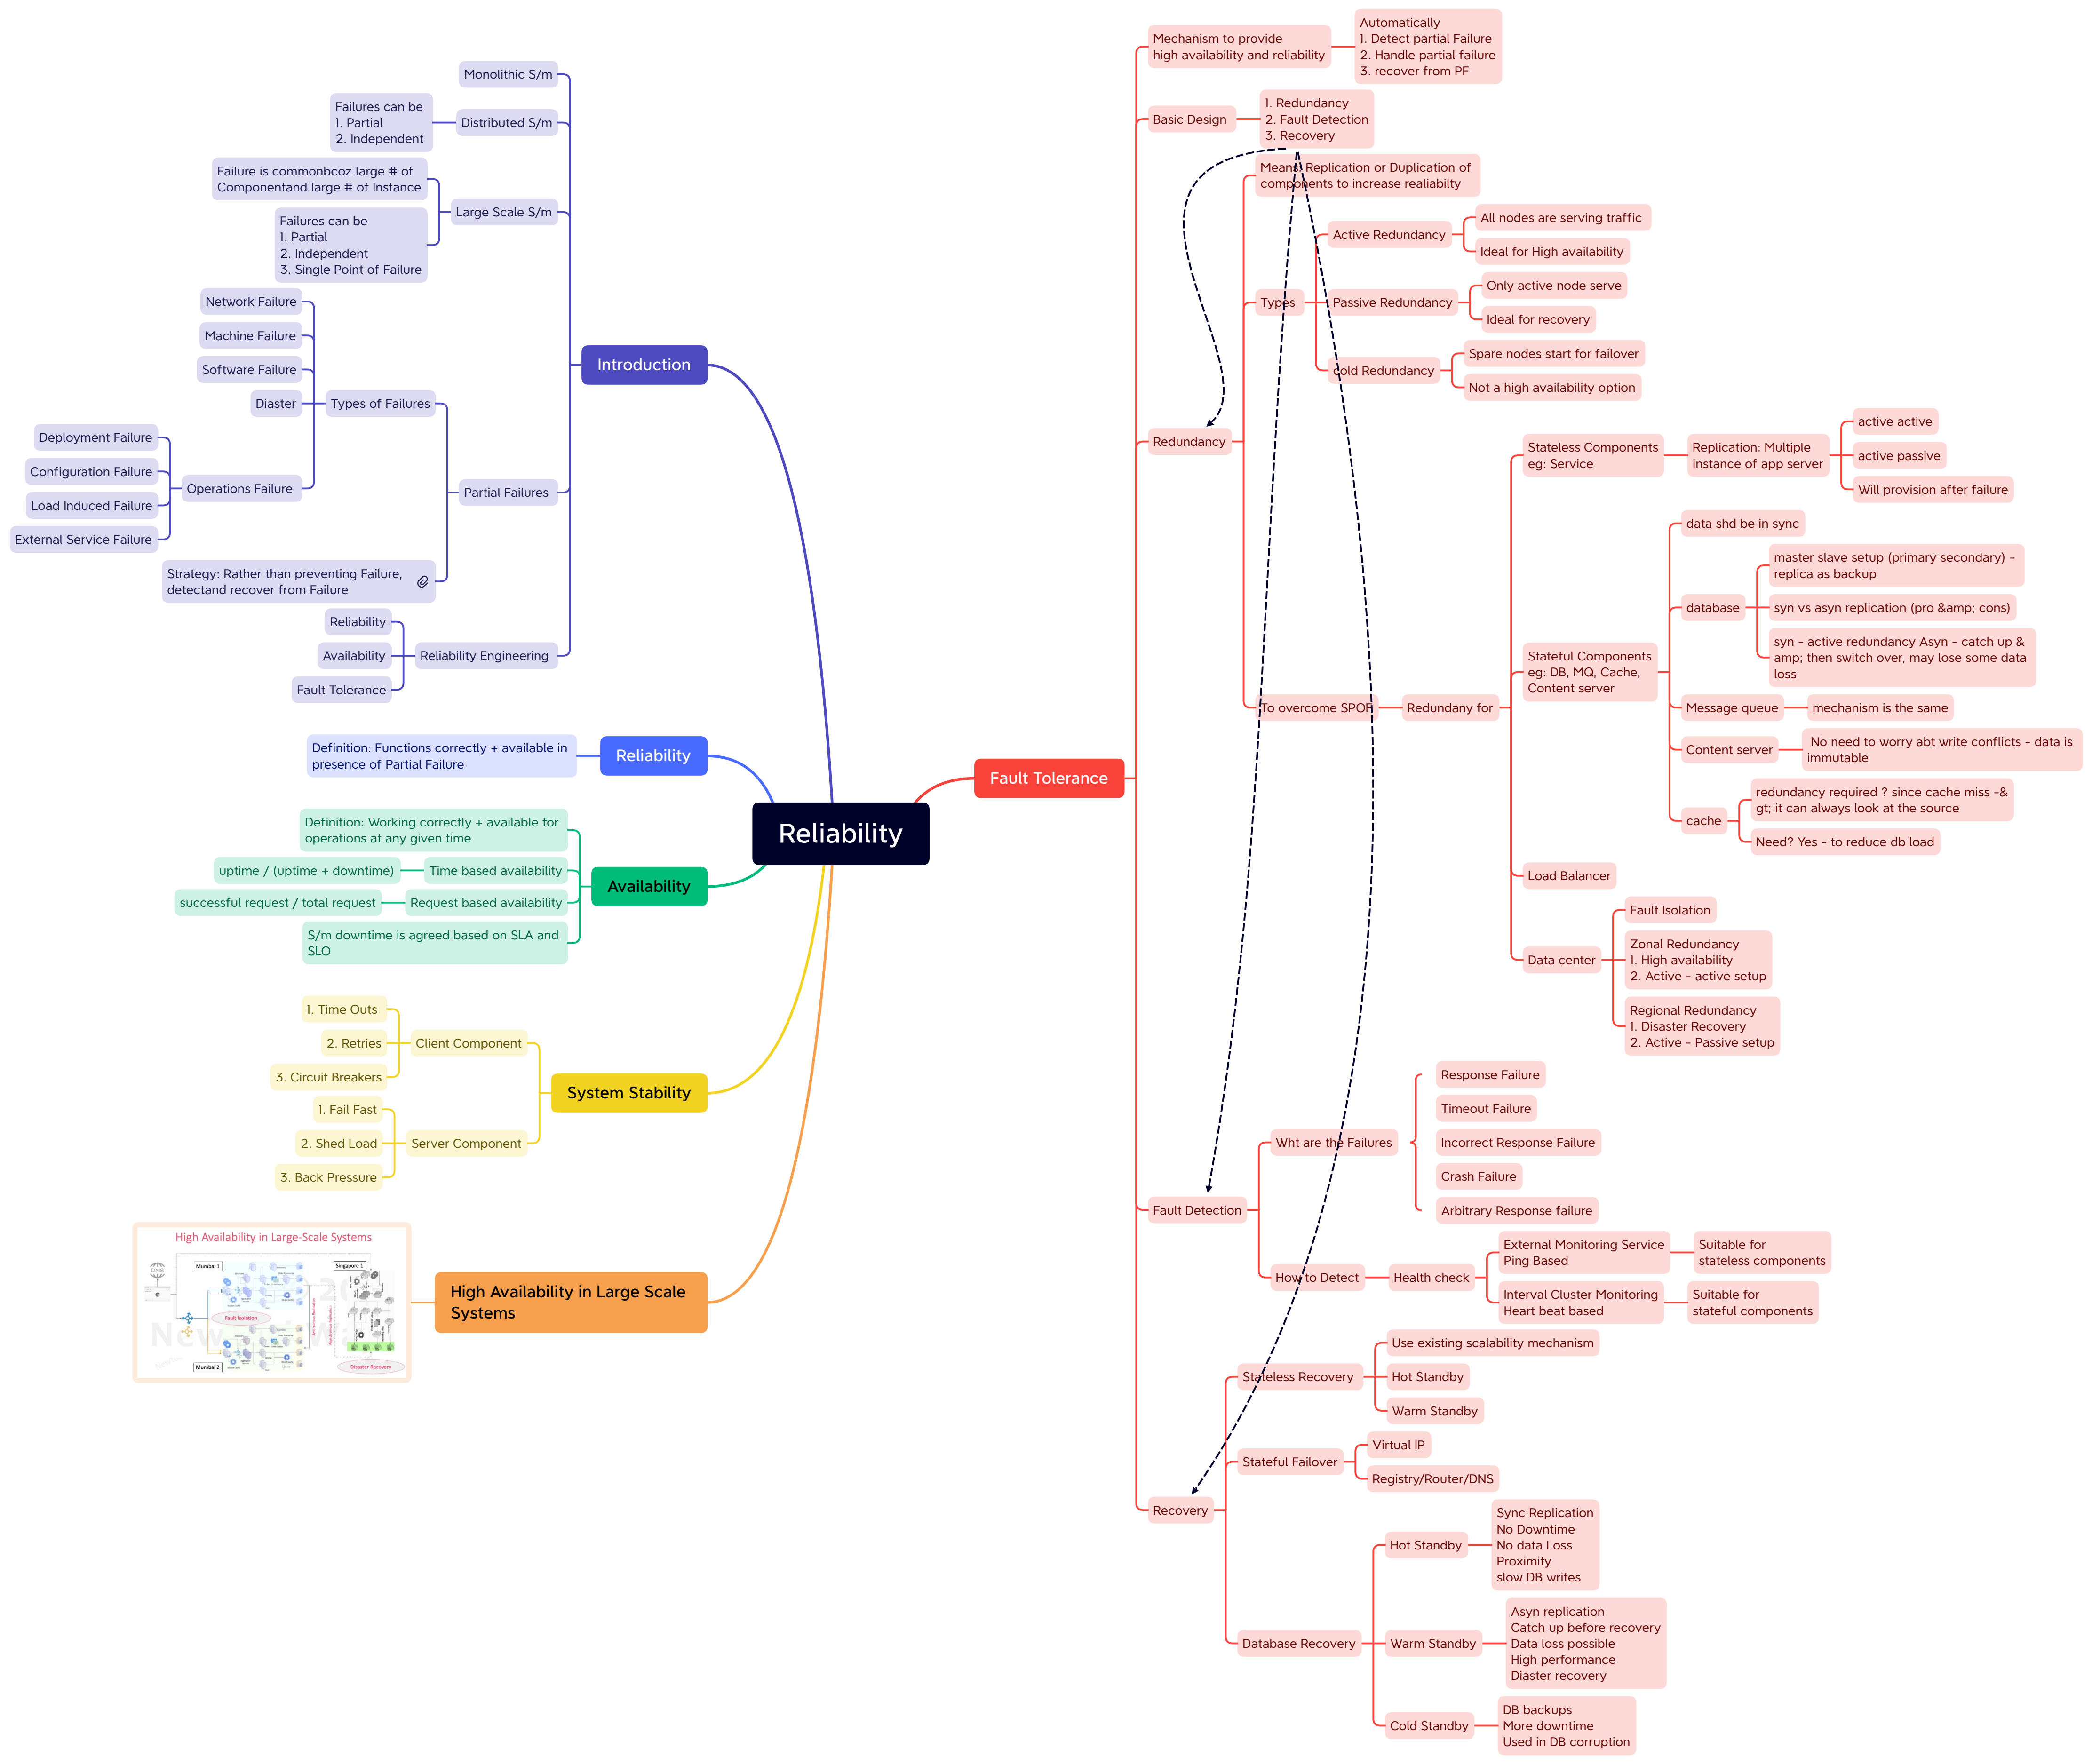 Reliability
Introduction
Monolithic S/m
Distributed S/m
Failures can be
1. Partial
2. Independent
Large Scale S/m
Failure is commonbcoz large # of
Componentand large # of Instance
Failures can be
1. Partial
2. Independent
3. Single Point of Failure
Partial Failures
Types of Failures
Network Failure
Machine Failure
Software Failure
Diaster
Operations Failure
Deployment Failure
Configuration Failure
Load Induced Failure
External Service Failure
Strategy: Rather than preventing Failure,
detectand recover from Failure
Reliability Engineering
Reliability
Availability
Fault Tolerance
Reliability
Definition: Functions correctly + available in
presence of Partial Failure
Availability
Definition: Working correctly + available for
operations at any given time
Time based availability
uptime / (uptime + downtime)
Request based availability
successful request / total request
S/m downtime is agreed based on SLA and
SLO
System Stability
Client Component
1. Time Outs
2. Retries
3. Circuit Breakers
Server Component
1. Fail Fast
2. Shed Load
3. Back Pressure
High Availability in Large Scale
Systems
High Availability in Large-Scale Systems
DNS
Mumbai 1
Singapore 1
Fault Isolation
Mumbai 2
Disaster Recovery
Fault Tolerance
Mechanism to provide
high availability and reliability
Automatically
1. Detect partial Failure
2. Handle partial failure
3. recover from PF
Basic Design
1. Redundancy
2. Fault Detection
3. Recovery
Redundancy
Means: Replication or Duplication of
components to increase realiabilty
Types
Active Redundancy
All nodes are serving traffic
Ideal for High availability
Passive Redundancy
Only active node serve
Ideal for recovery
cold Redundancy
Spare nodes start for failover
Not a high availability option
To overcome SPOF
Redundany for
Stateless Components
eg: Service
Replication: Multiple
instance of app server
active active
active passive
Will provision after failure
Stateful Components
eg: DB, MQ, Cache,
Content server
data shd be in sync
database
master slave setup (primary secondary) -
replica as backup
syn vs asyn replication (pro &amp; cons)
syn - active redundancy Asyn - catch up &
amp; then switch over, may lose some data
loss
Message queue
mechanism is the same
Content server
No need to worry abt write conflicts - data is
immutable
cache
redundancy required ? since cache miss -&
gt; it can always look at the source
Need? Yes - to reduce db load
Load Balancer
Data center
Fault Isolation
Zonal Redundancy
1. High availability
2. Active - active setup
Regional Redundancy
1. Disaster Recovery
2. Active - Passive setup
Fault Detection
Wht are the Failures
Response Failure
Timeout Failure
Incorrect Response Failure
Crash Failure
Arbitrary Response failure
How to Detect
Health check
External Monitoring Service
Ping Based
Suitable for
stateless components
Interval Cluster Monitoring
Heart beat based
Suitable for
stateful components
Recovery
Stateless Recovery
Use existing scalability mechanism
Hot Standby
Warm Standby
Stateful Failover
Virtual IP
Registry/Router/DNS
Database Recovery
Hot Standby
Sync Replication
No Downtime
No data Loss
Proximity
slow DB writes
Warm Standby
Asyn replication
Catch up before recovery
Data loss possible
High performance
Diaster recovery
Cold Standby
DB backups
More downtime
Used in DB corruption